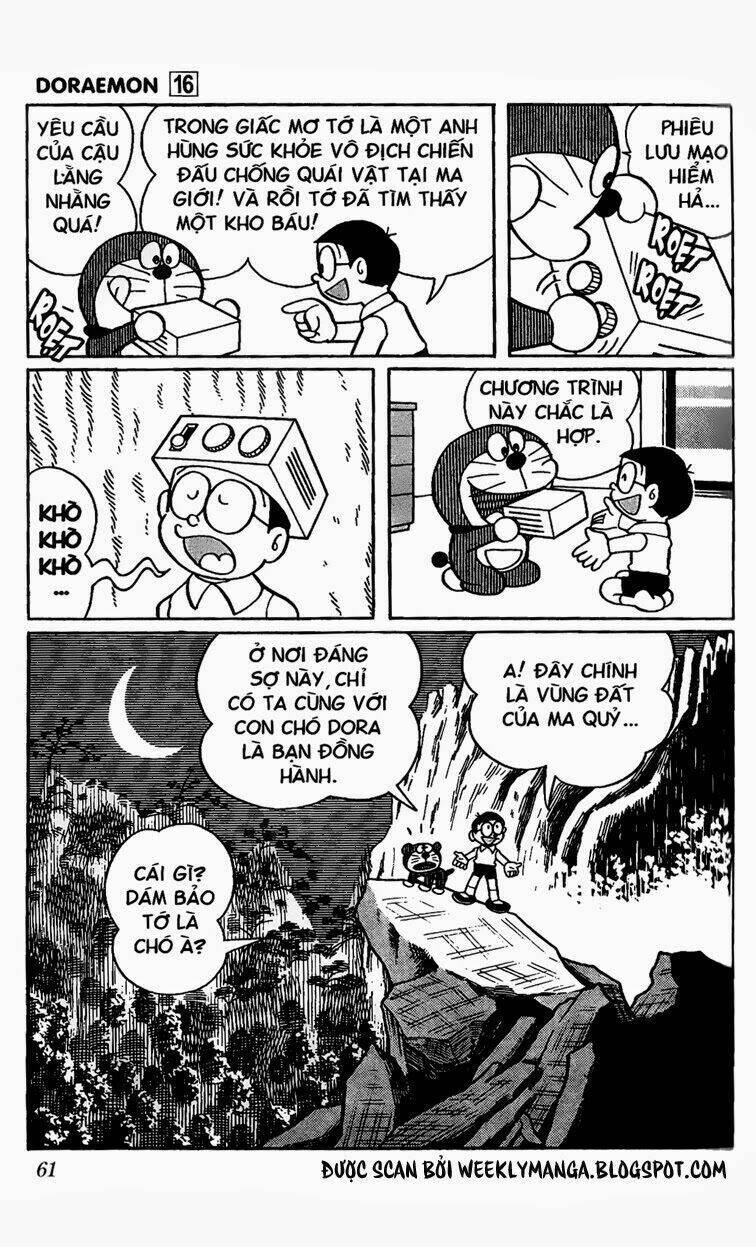 DORAEMON 16
YÊU CẦU
CỦA CẬU
LẰNG
NHẰNG
QUÁ!
TRONG GIẤC MƠ TỚ LÀ MỘT ANH
HÙNG SỨC KHỎE VÔ ĐỊCH CHIẾN
ĐẤU CHỐNG QUÁI VẬT TẠI MA
GIỚI! VÀ RỒI TỚ ĐÃ TÌM THẤY
MỘT KHO BÁU!
ROẸT
PHIÊU
LƯU MẠO
HIỂM
HẢ...
ROẸT
ROẸT
KHÒ
KHÒ
KHÒ
...
CHƯƠNG TRÌNH
NÀY CHẮC LÀ
HỢP.
Ở NƠI ĐÁNG
SỢ NÀY, CHỈ
CÓ TA CÙNG VỚI
CON CHÓ DORA
LÀ BẠN ĐỒNG
HÀNH.
A! ĐÂY CHÍNH
LÀ VÙNG ĐẤT
CỦA MA QUỶ...
CÁI GÌ?
DÁM BẢO
TỚ LÀ
CHÓ À?
61
ĐƯỢC SCAN BỞI WEEKLYMANGA.BLOGSPOT.COM